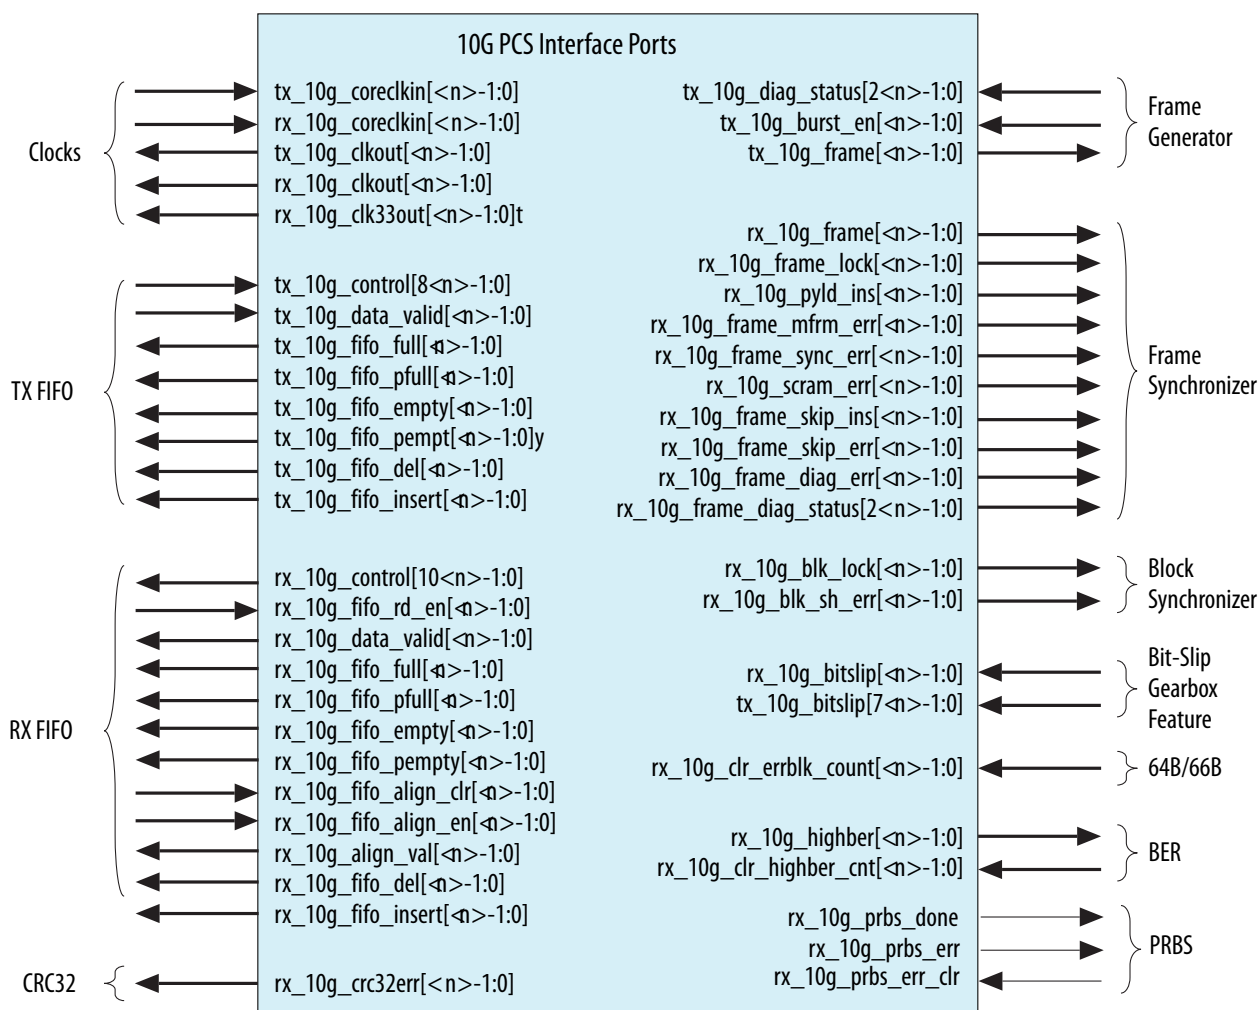 10G PCS Interface Ports
Clocks
tx_10g_coreclkin[<n>-1:0]
rx_10g_coreclkin[<n>-1:0]
tx_10g_clkout[<n>-1:0]
rx_10g_clkout[<n>-1:0]
rx_10g_clk33out[<n>-1:0]t
TX FIFO
tx_10g_control[8<n>-1:0]
tx_10g_data_valid[<n>-1:0]
tx_10g_fifo_full[<n>-1:0]
tx_10g_fifo_pfull[<n>-1:0]
tx_10g_fifo_empty[<n>-1:0]
tx_10g_fifo_pempt[<n>-1:0]y
tx_10g_fifo_del[<n>-1:0]
tx_10g_fifo_insert[<n>-1:0]
RX FIFO
rx_10g_control[10<n>-1:0]
rx_10g_fifo_rd_en[<n>-1:0]
rx_10g_data_valid[<n>-1:0]
rx_10g_fifo_full[<n>-1:0]
rx_10g_fifo_pfull[<n>-1:0]
rx_10g_fifo_empty[<n>-1:0]
rx_10g_fifo_pempty[<n>-1:0]
rx_10g_fifo_align_clr[<n>-1:0]
rx_10g_fifo_align_en[<n>-1:0]
rx_10g_align_val[<n>-1:0]
rx_10g_fifo_del[<n>-1:0]
rx_10g_fifo_insert[<n>-1:0]
CRC32
rx_10g_crc32err[<n>-1:0]
tx_10g_diag_status[2<n>-1:0]
tx_10g_burst_en[<n>-1:0]
tx_10g_frame[<n>-1:0]
Frame
Generator
rx_10g_frame[<n>-1:0]
rx_10g_frame_lock[<n>-1:0]
rx_10g_pyld_ins[<n>-1:0]
rx_10g_frame_mfrm_err[<n>-1:0]
rx_10g_frame_sync_err[<n>-1:0]
rx_10g_scram_err[<n>-1:0]
rx_10g_frame_skip_ins[<n>-1:0]
rx_10g_frame_skip_err[<n>-1:0]
rx_10g_frame_diag_err[<n>-1:0]
rx_10g_frame_diag_status[2<n>-1:0]
Frame
Synchronizer
rx_10g_blk_lock[<n>-1:0]
rx_10g_blk_sh_err[<n>-1:0]
Block
Synchronizer
rx_10g_bitslip[<n>-1:0]
tx_10g_bitslip[7<n>-1:0]
Bit-Slip
Gearbox
Feature
rx_10g_clr_errblk_count[<n>-1:0]
64B/66B
rx_10g_highber[<n>-1:0]
rx_10g_clr_highber_cnt[<n>-1:0]
BER
rx_10g_prbs_done
rx_10g_prbs_err
rx_10g_prbs_err_clr
PRBS